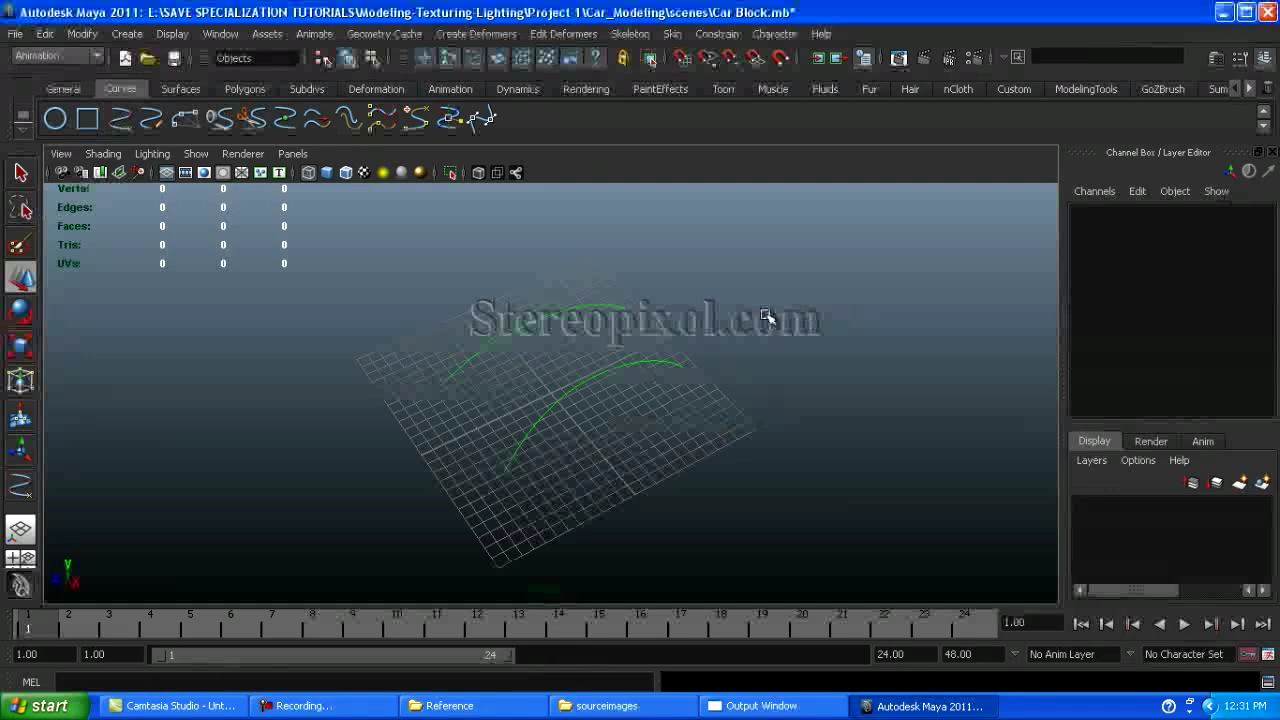 Autodesk Maya 2011: L:\SAVE SPECIALIZATION TUTORIALS\Modeling-Texturing-Lighting\Project 1\Car_Modeling\scenes\Car Block.mb*
File Edit Modify Create Display Window Assets Animate Geometry Cache Create Deformers Edit Deformers Skeleton Skin Constrain Character Help
Animation Objects
General Curves Surfaces Polygons Subdivs Deformation Animation Dynamics Rendering PaintEffects Toon Muscle Fluids Fur Hair nCloth Custom ModelingTools GoZBrush Sum
View Shading Lighting Show Renderer Panels
Channel Box / Layer Editor
Channels Edit Object Show
Verts: 0 0 0
Edges: 0 0 0
Faces: 0 0 0
Tris: 0 0 0
UVs: 0 0 0
Stereopixol.com
Display Render Anim
Layers Options Help
1 2 3 4 5 6 7 8 9 10 11 12 13 14 15 16 17 18 19 20 21 22 23 24
1 1.00
1.00 1.00 1 24 24.00 48.00 No Anim Layer No Character Set
MEL
start Camtasia Studio - Unt... Recording... Reference sourceimages Output Window Autodesk Maya 2011... 12:31 PM